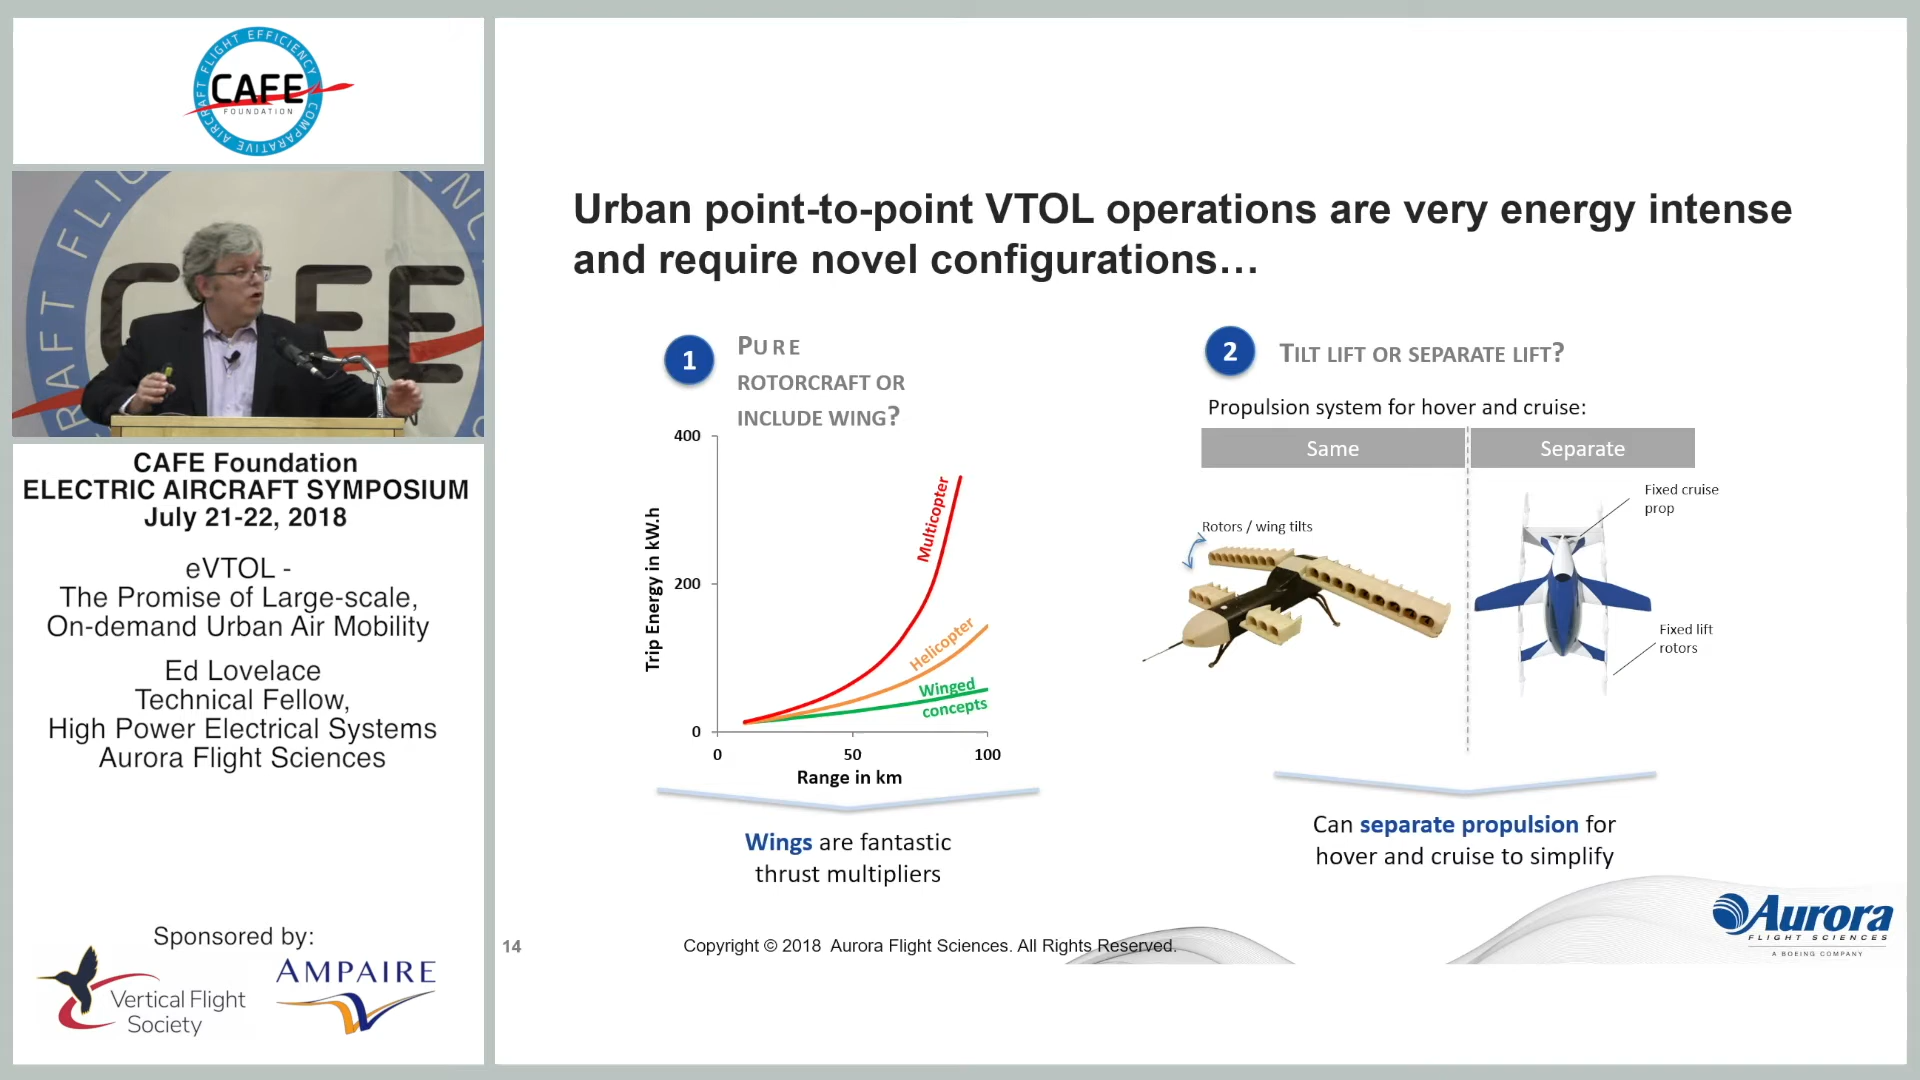 AIRCRAFT FLIGHT EFFICIENCY
COMPARATIVE
CAFE
FOUNDATION
CAFE
CAFE Foundation
ELECTRIC AIRCRAFT SYMPOSIUM
July 21-22, 2018
eVTOL -
The Promise of Large-scale,
On-demand Urban Air Mobility
Ed Lovelace
Technical Fellow,
High Power Electrical Systems
Aurora Flight Sciences
Sponsored by:
Vertical Flight
Society
AMPAIRE
Urban point-to-point VTOL operations are very energy intense
and require novel configurations…
1
PURE
ROTORCRAFT OR
INCLUDE WING?
400
200
0
Trip Energy in kW.h
Multicopter
Helicopter
Winged
concepts
0
50
100
Range in km
Wings are fantastic
thrust multipliers
2
TILT LIFT OR SEPARATE LIFT?
Propulsion system for hover and cruise:
Same
Separate
Rotors / wing tilts
Fixed cruise
prop
Fixed lift
rotors
Can separate propulsion for
hover and cruise to simplify
14
Copyright © 2018 Aurora Flight Sciences. All Rights Reserved.
Aurora
FLIGHT SCIENCES
A BOEING COMPANY